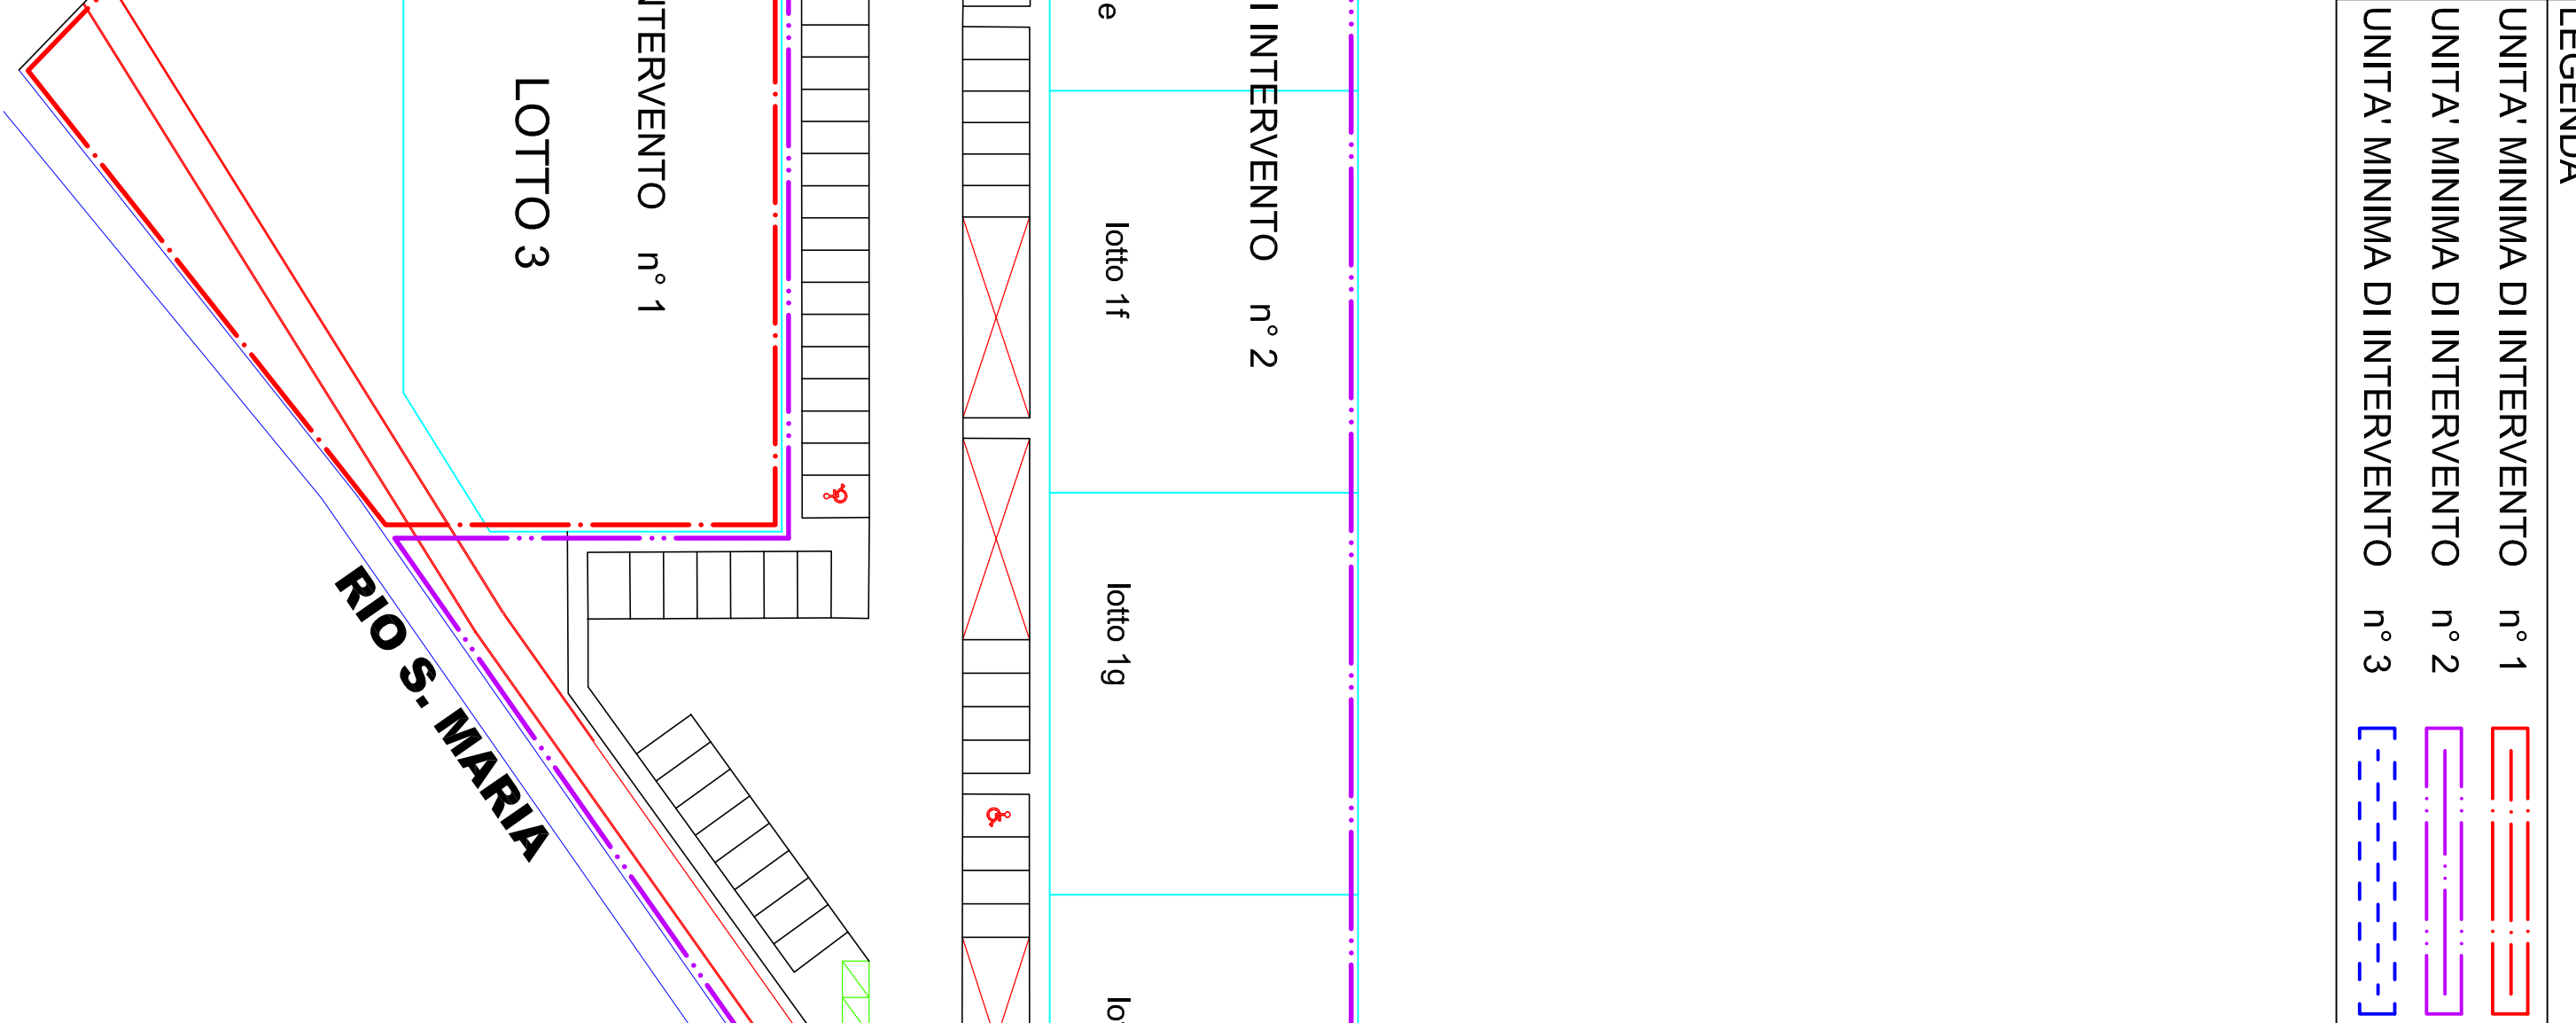 LEGENDA
UNITA' MINIMA DI INTERVENTO n° 1
UNITA' MINIMA DI INTERVENTO n° 2
UNITA' MINIMA DI INTERVENTO n° 3
I INTERVENTO n° 2
e
lotto 1f
lotto 1g
NTERVENTO n° 1
LOTTO 3
RIO S. MARIA